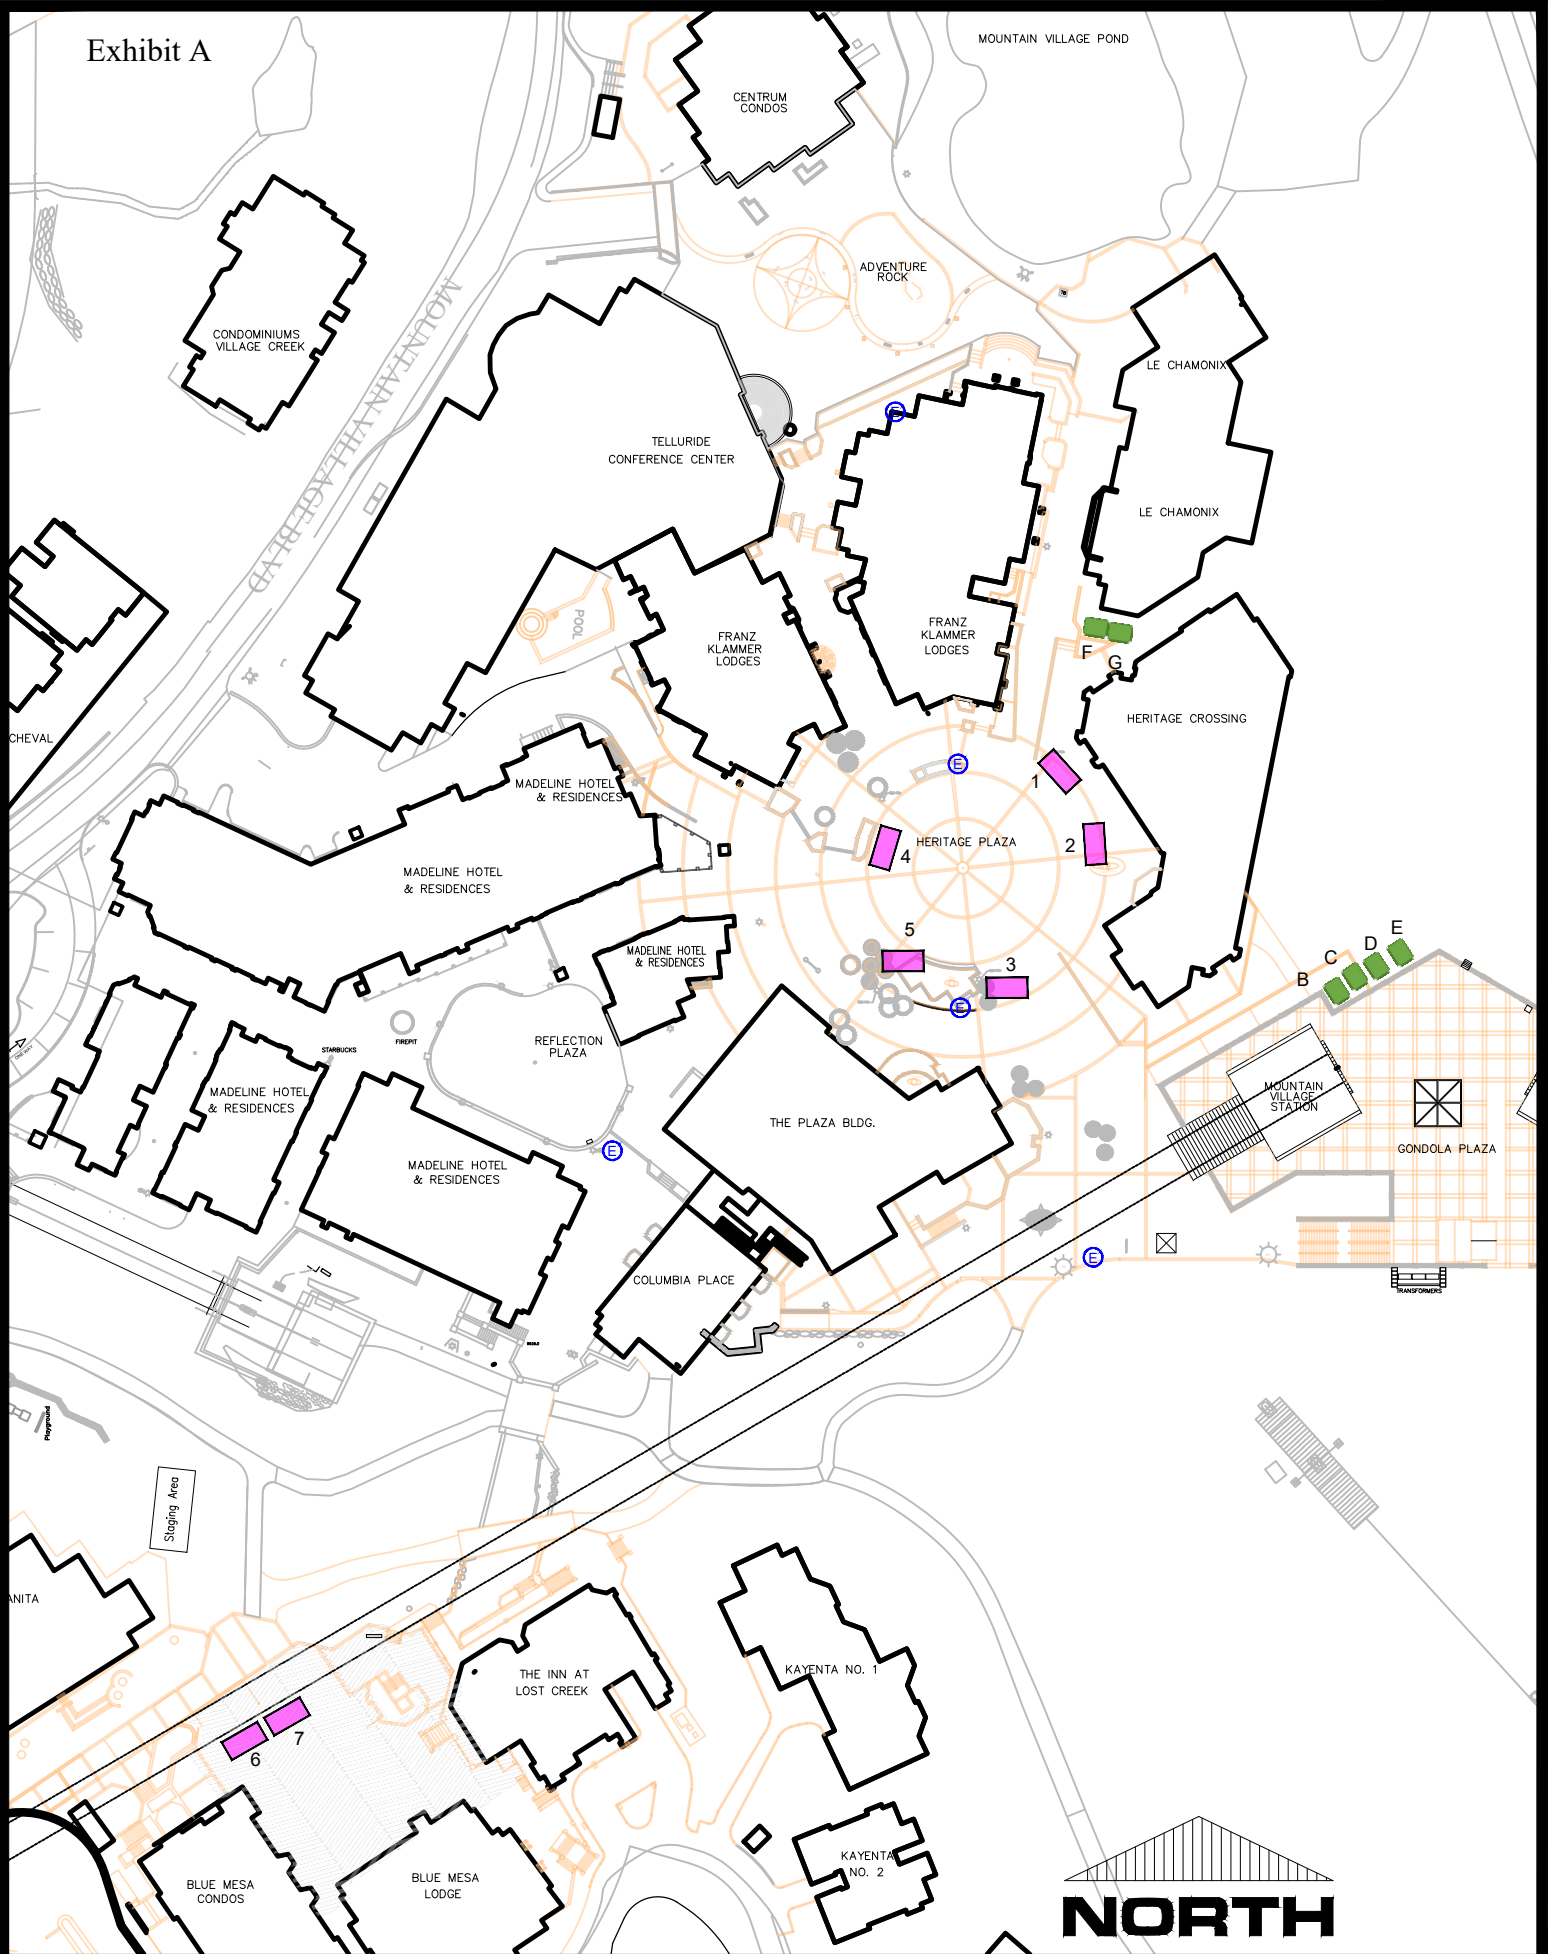 Exhibit A
MOUNTAIN VILLAGE POND
CENTRUM
CONDOS
ADVENTURE
ROCK
CONDOMINIUMS
VILLAGE CREEK
MOUNTAIN VILLAGE BLVD
LE CHAMONIX
E
TELLURIDE
CONFERENCE CENTER
LE CHAMONIX
POOL
FRANZ
KLAMMER
LODGES
FRANZ
KLAMMER
LODGES
F
G
HERITAGE CROSSING
CHEVAL
E
1
MADELINE HOTEL
& RESIDENCES
HERITAGE PLAZA
2
4
MADELINE HOTEL
& RESIDENCES
5
3
E
MADELINE HOTEL
& RESIDENCES
B
C
D
E
REFLECTION
PLAZA
FIREPIT
STARBUCKS
ONE WAY
MADELINE HOTEL
& RESIDENCES
MOUNTAIN
VILLAGE
STATION
THE PLAZA BLDG.
GONDOLA PLAZA
E
MADELINE HOTEL
& RESIDENCES
E
COLUMBIA PLACE
TRANSFORMERS
Playground
Staging Area
ANITA
THE INN AT
LOST CREEK
KAYENTA NO. 1
7
6
KAYENTA
NO. 2
BLUE MESA
CONDOS
BLUE MESA
LODGE
NORTH